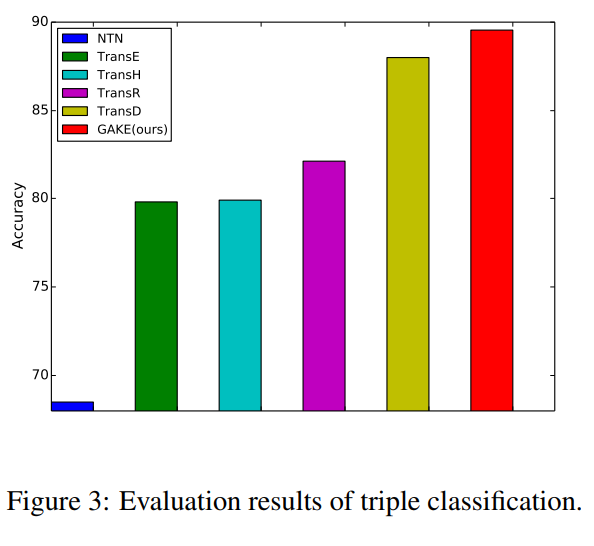 90
85
80
75
70
Accuracy
NTN
TransE
TransH
TransR
TransD
GAKE(ours)
Figure 3: Evaluation results of triple classification.